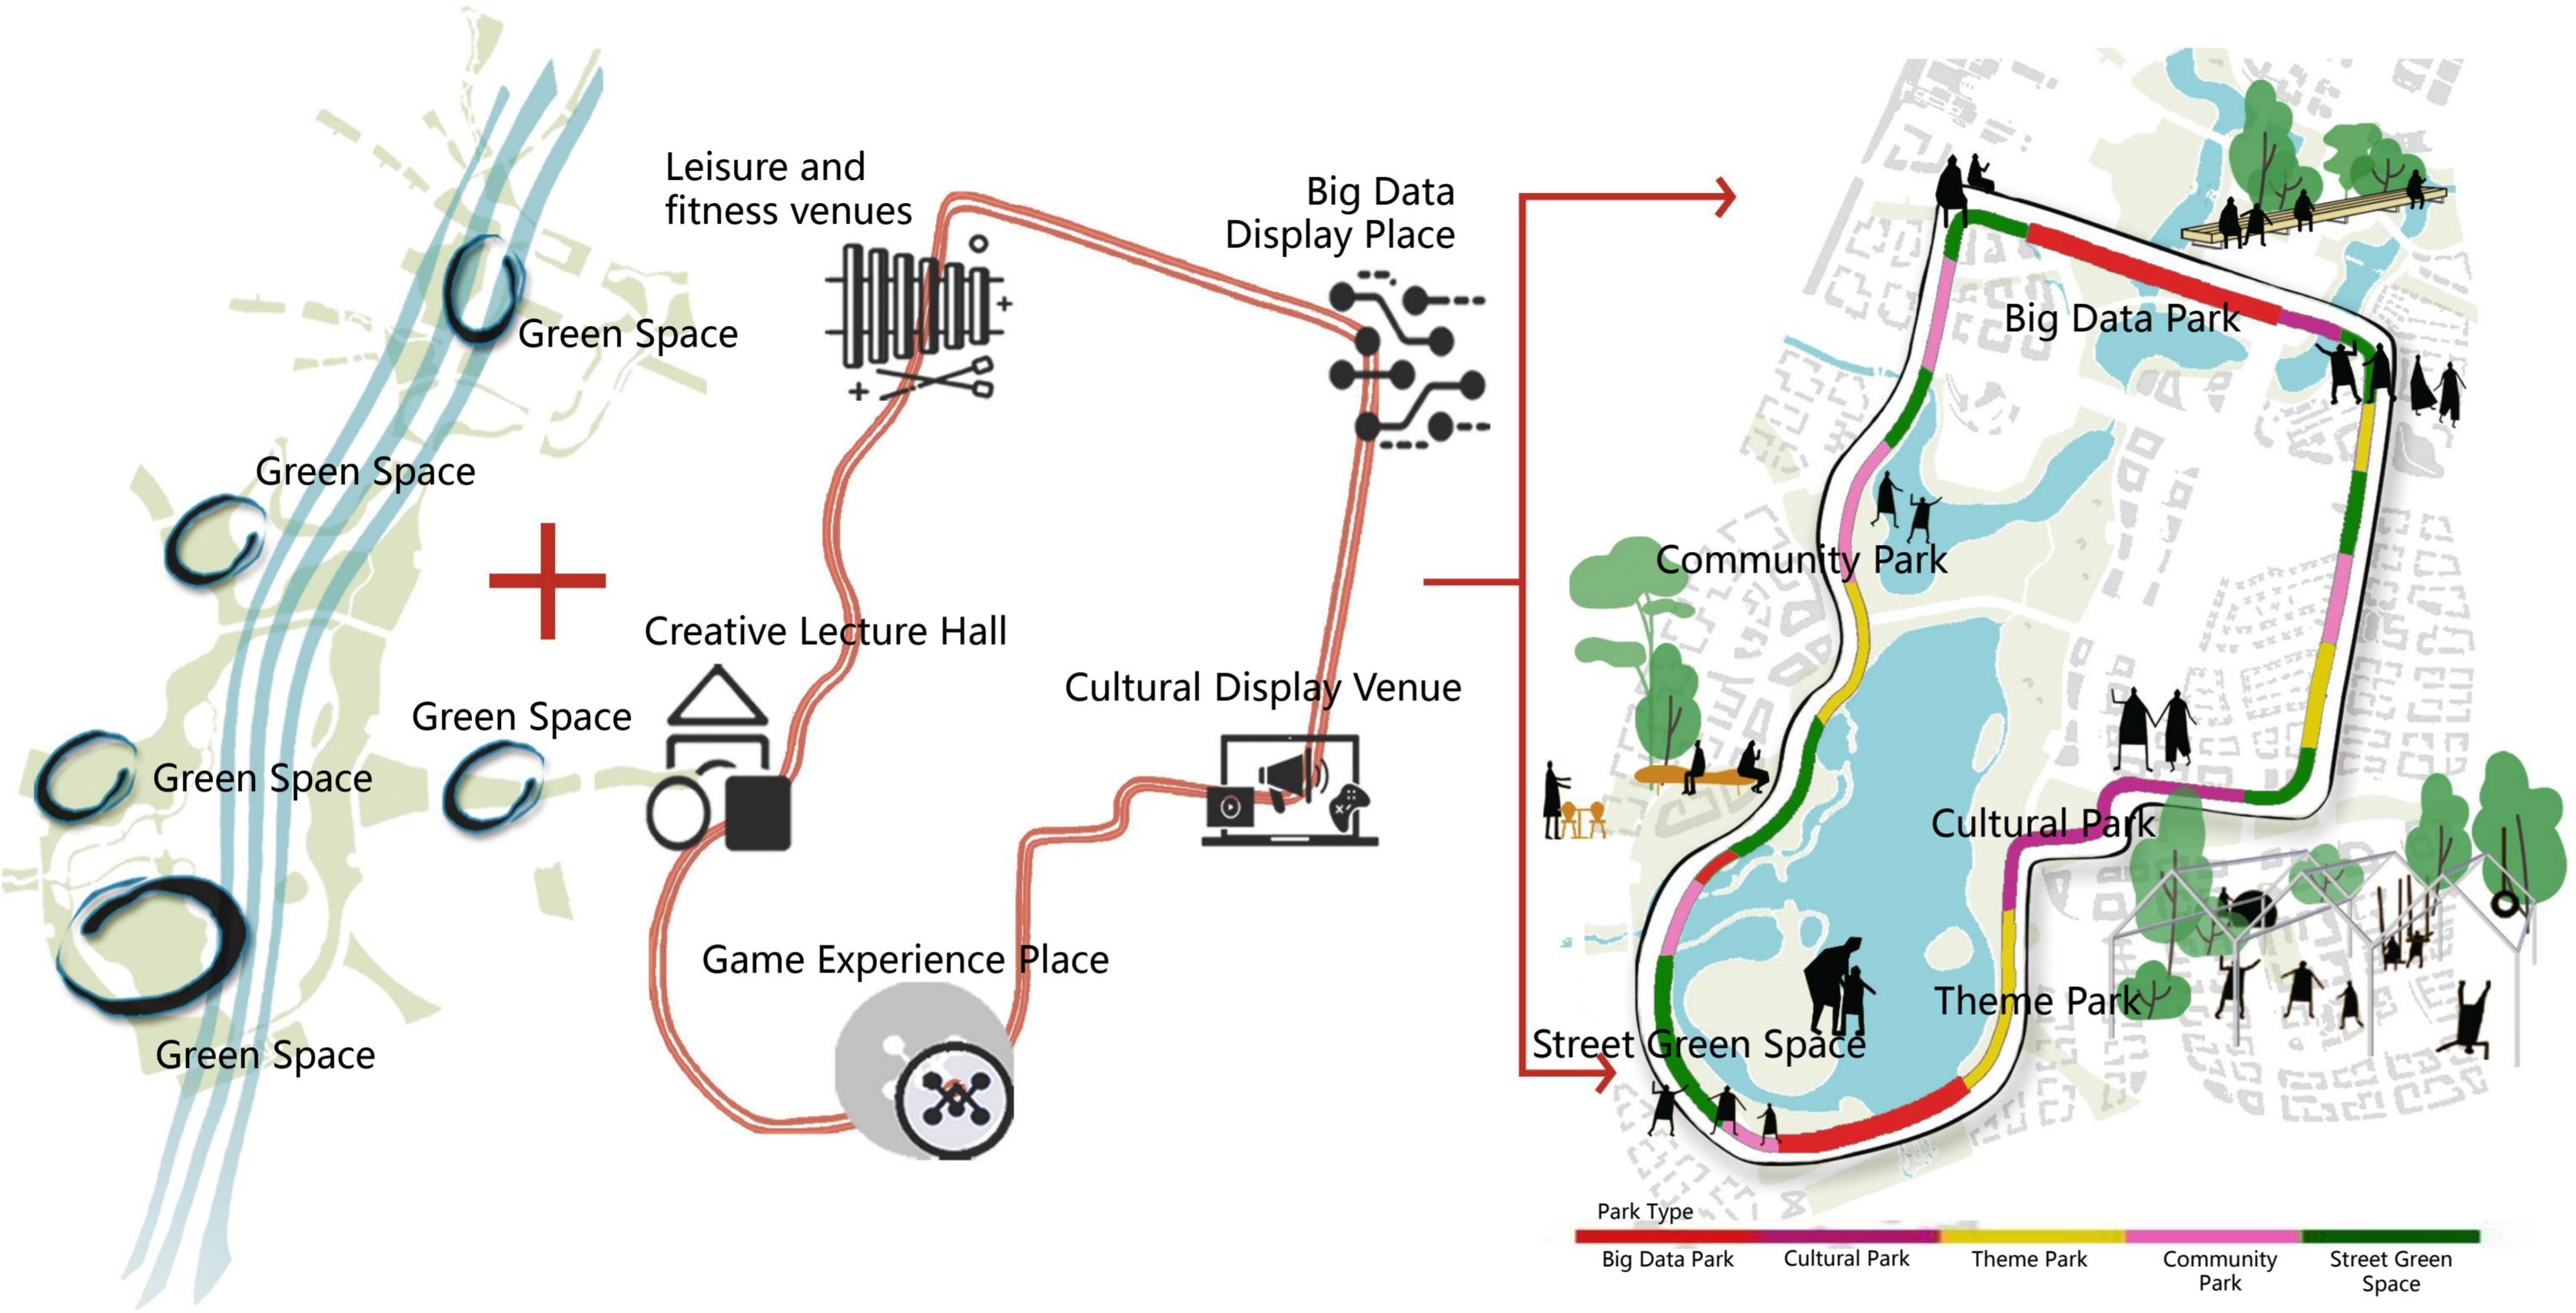 Green Space
Green Space
Green Space
Green Space
Green Space
Leisure and
fitness venues
Big Data
Display Place
Creative Lecture Hall
Cultural Display Venue
Game Experience Place
Big Data Park
Community Park
Cultural Park
Theme Park
Street Green Space
Park Type
Big Data Park
Cultural Park
Theme Park
Community
Park
Street Green
Space